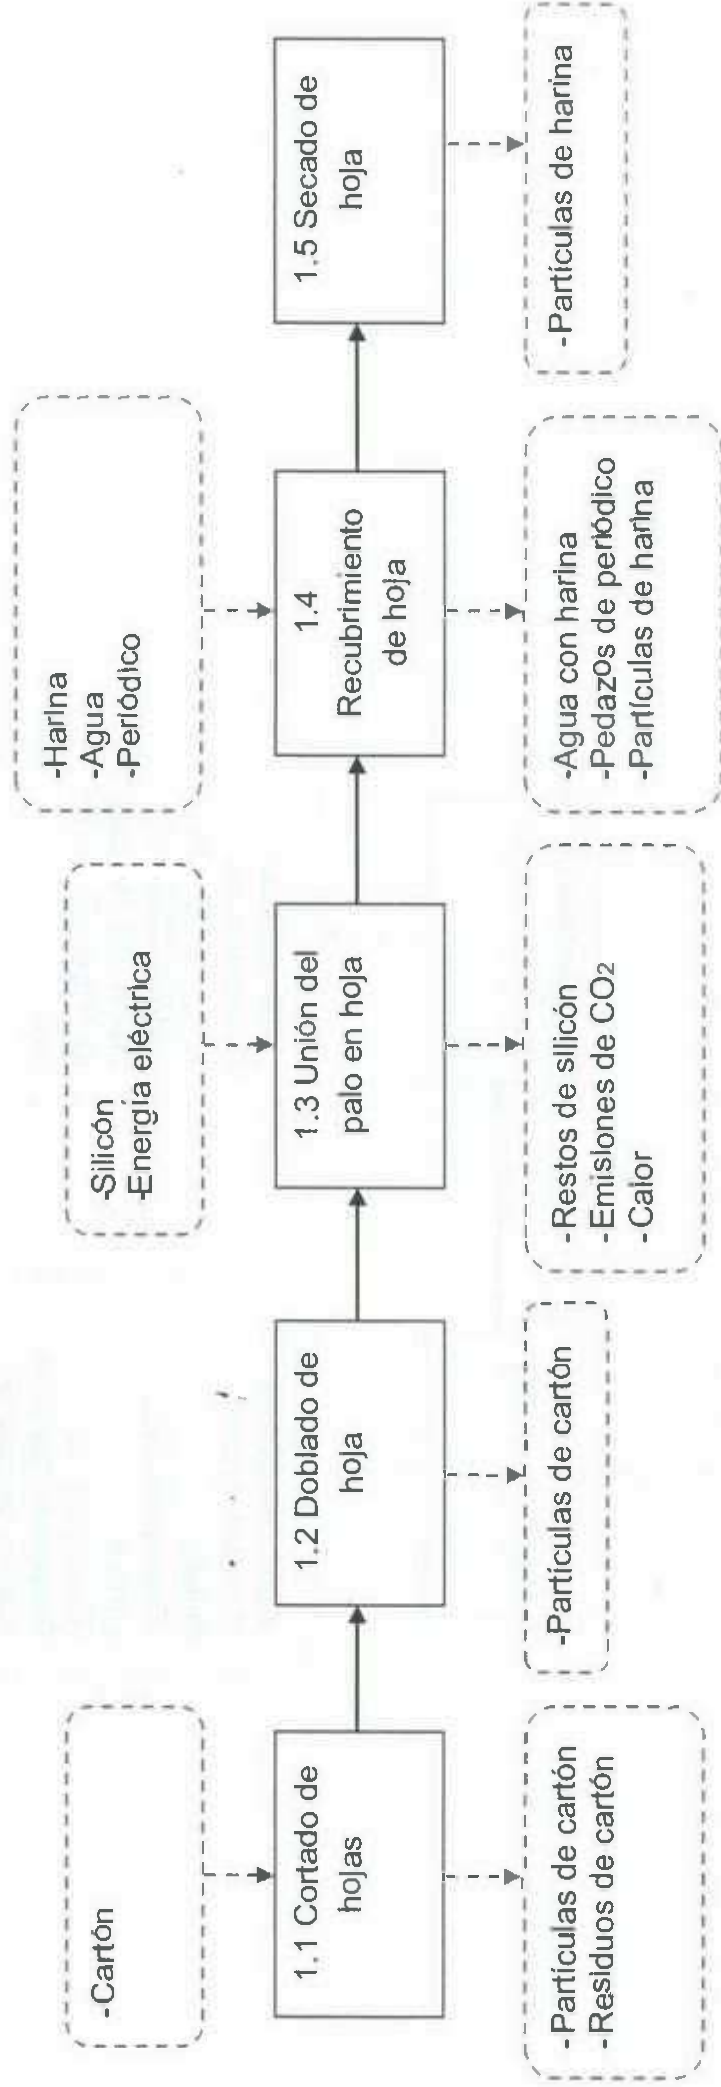 -Cartón
1.1 Cortado de
hojas
-Partículas de cartón
-Residuos de cartón
1.2 Doblado de
hoja
-Partículas de cartón
-Silicón
-Energía eléctrica
1.3 Unión del
palo en hoja
-Restos de silicón
-Emisiones de CO2
-Calor
-Harina
-Agua
-Periódico
1.4
Recubrimiento
de hoja
-Agua con harina
-Pedazos de periódico
-Partículas de harina
1.5 Secado de
hoja
-Partículas de harina